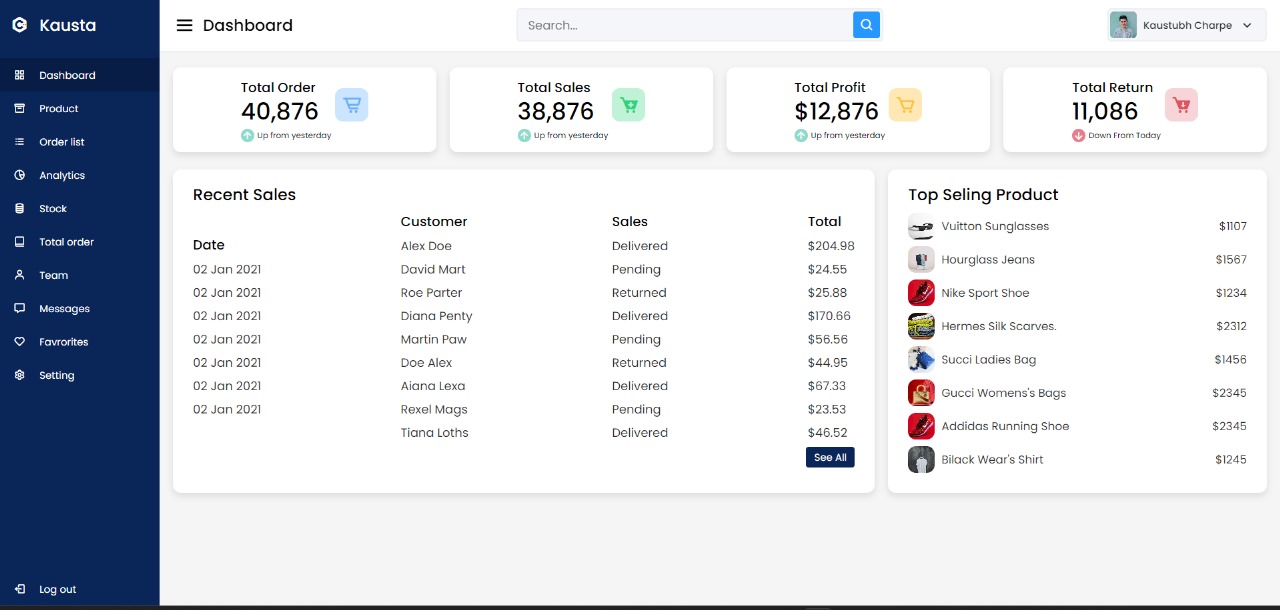 Kausta
Dashboard
Product
Order list
Analytics
Stock
Total order
Team
Messages
Favrorites
Setting
Log out
Dashboard
Search...
Kaustubh Charpe
Total Order
40,876
Up from yesterday
Total Sales
38,876
Up from yesterday
Total Profit
$12,876
Up from yesterday
Total Return
11,086
Down From Today
Recent Sales
Customer Sales Total
Date
Alex Doe Delivered $204.98
02 Jan 2021 David Mart Pending $24.55
02 Jan 2021 Roe Parter Returned $25.88
02 Jan 2021 Diana Penty Delivered $170.66
02 Jan 2021 Martin Paw Pending $56.56
02 Jan 2021 Doe Alex Returned $44.95
02 Jan 2021 Aiana Lexa Delivered $67.33
02 Jan 2021 Rexel Mags Pending $23.53
Tiana Loths Delivered $46.52
See All
Top Seling Product
Vuitton Sunglasses $1107
Hourglass Jeans $1567
Nike Sport Shoe $1234
Hermes Silk Scarves. $2312
Succi Ladies Bag $1456
Gucci Womens's Bags $2345
Addidas Running Shoe $2345
Bilack Wear's Shirt $1245